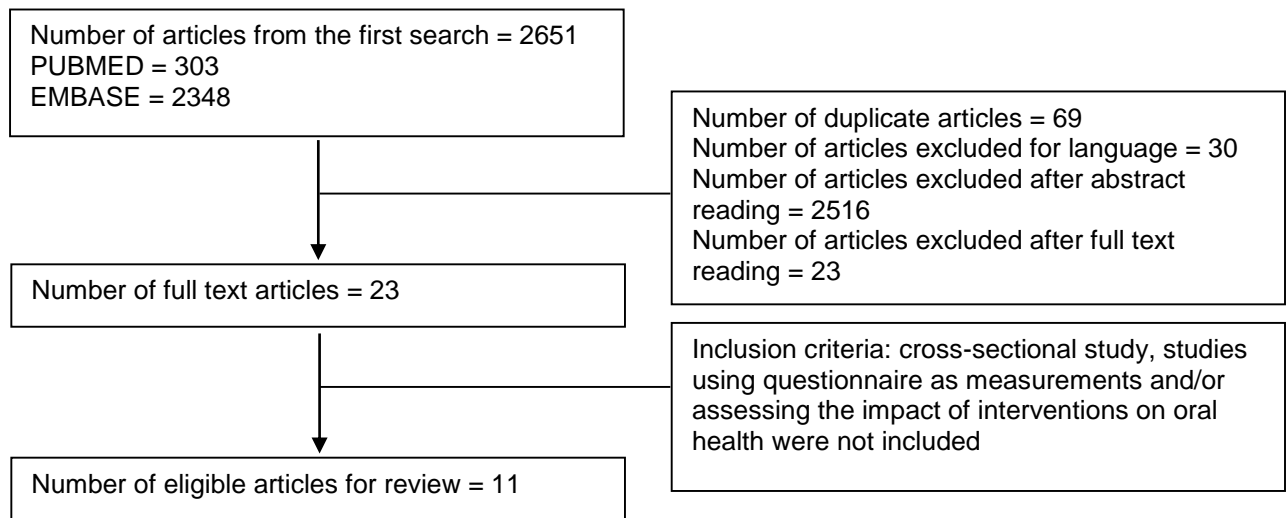 Number of articles from the first search = 2651
PUBMED = 303
EMBASE = 2348
Number of duplicate articles = 69
Number of articles excluded for language = 30
Number of articles excluded after abstract
reading = 2516
Number of articles excluded after full text
reading = 23
Number of full text articles = 23
Inclusion criteria: cross-sectional study, studies
using questionnaire as measurements and/or
assessing the impact of interventions on oral
health were not included
Number of eligible articles for review = 11